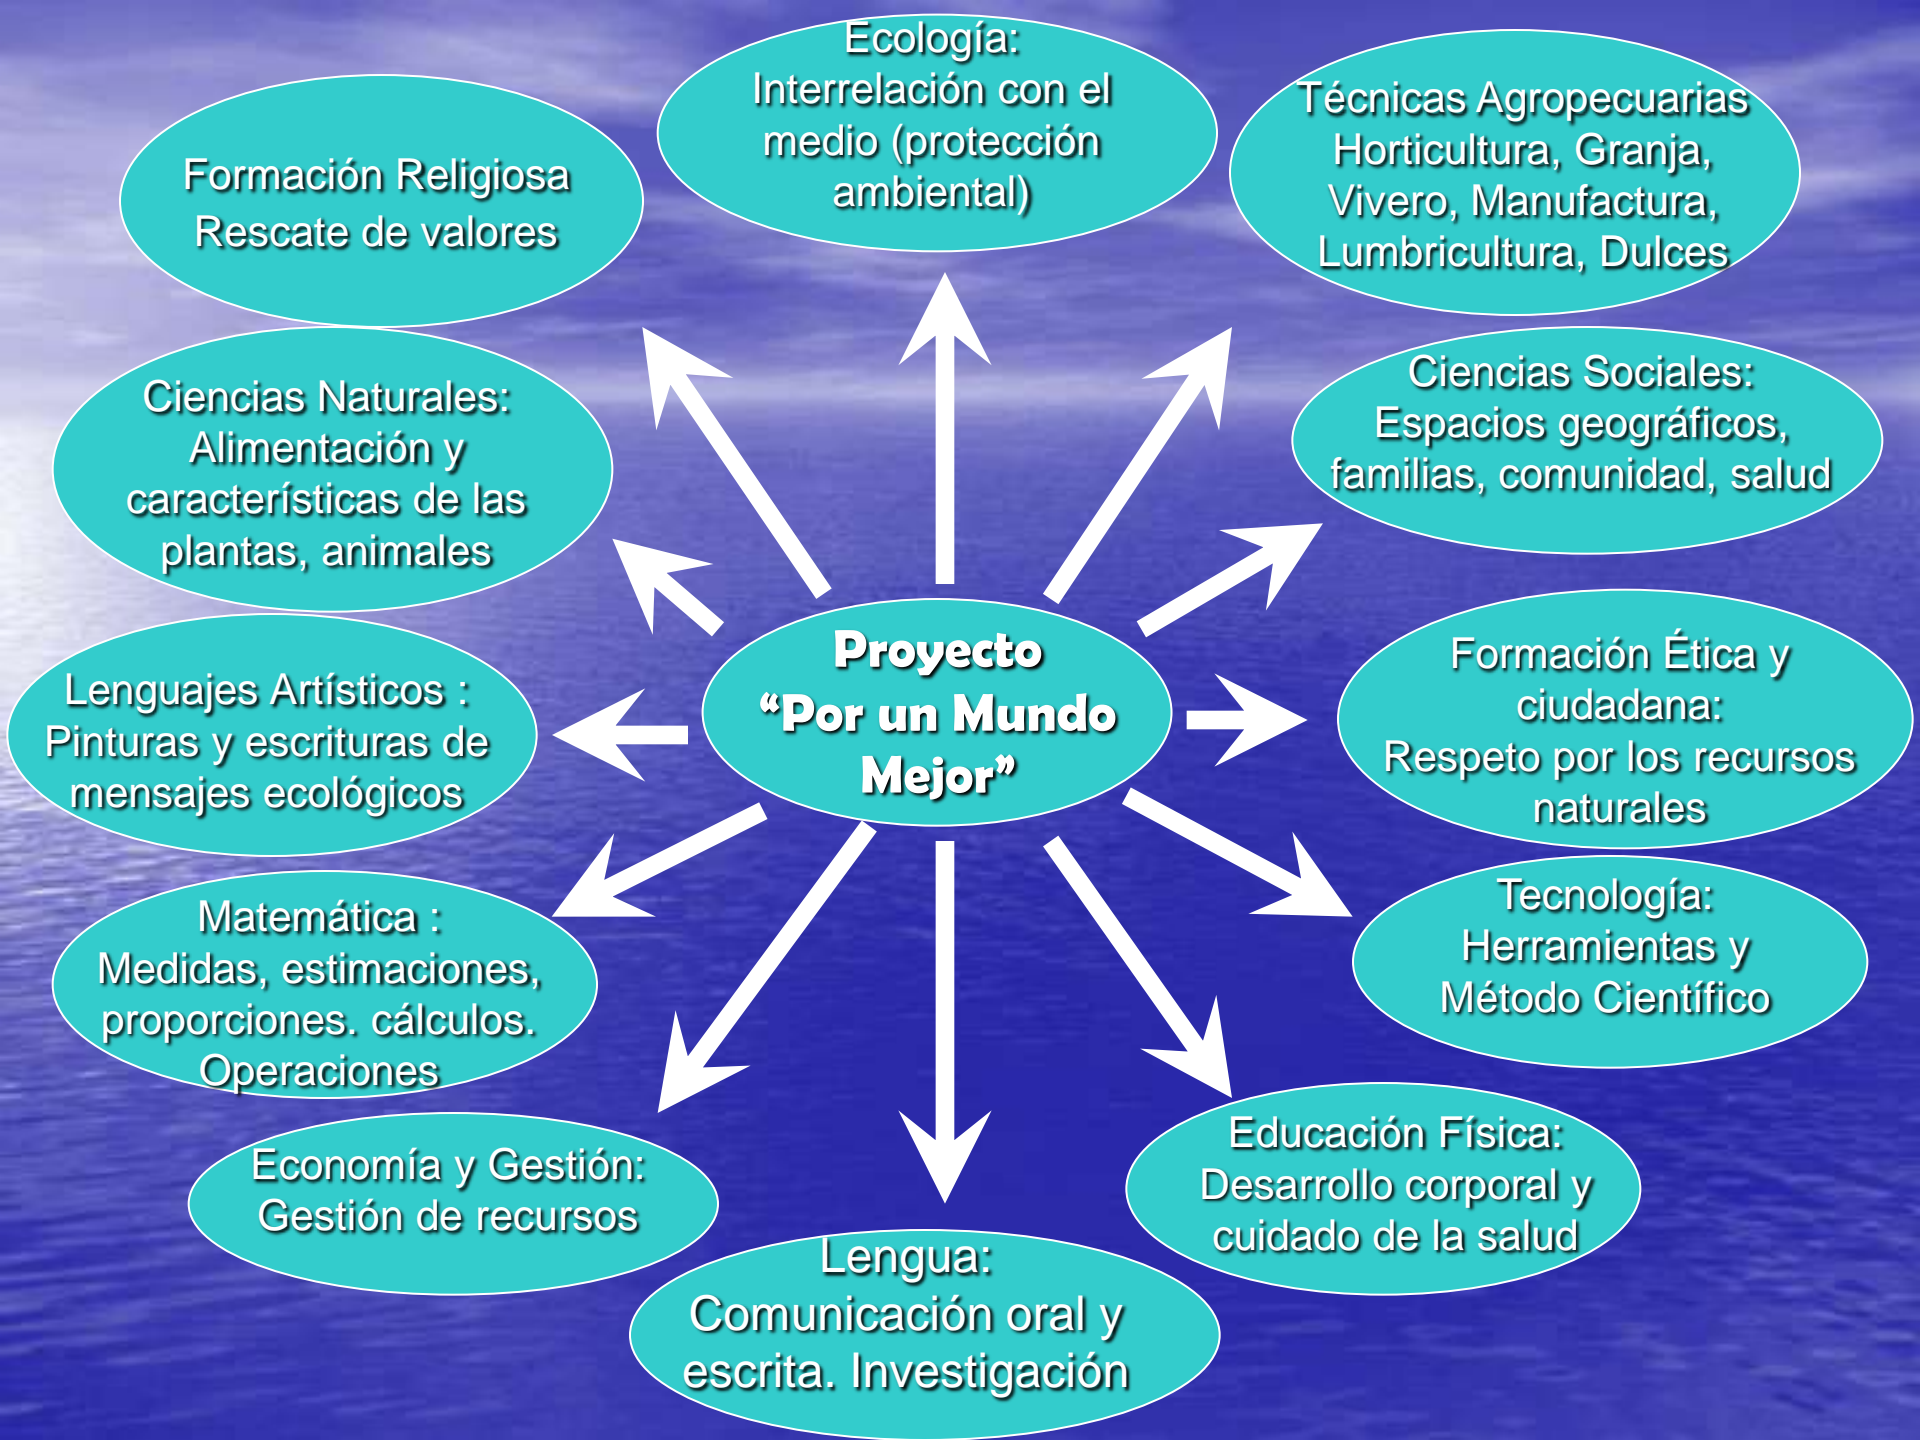 Ecología:
Interrelación con el
medio (protección
ambiental)
Técnicas Agropecuarias
Horticultura, Granja,
Vivero, Manufactura,
Lumbricultura, Dulces
Formación Religiosa
Rescate de valores
Ciencias Sociales:
Espacios geográficos,
familias, comunidad, salud
Ciencias Naturales:
Alimentación y
características de las
plantas, animales
Proyecto
“Por un Mundo
Mejor”
Formación Ética y
ciudadana:
Respeto por los recursos
naturales
Lenguajes Artísticos :
Pinturas y escrituras de
mensajes ecológicos
Tecnología:
Herramientas y
Método Científico
Matemática :
Medidas, estimaciones,
proporciones. cálculos.
Operaciones
Educación Física:
Desarrollo corporal y
cuidado de la salud
Economía y Gestión:
Gestión de recursos
Lengua:
Comunicación oral y
escrita. Investigación